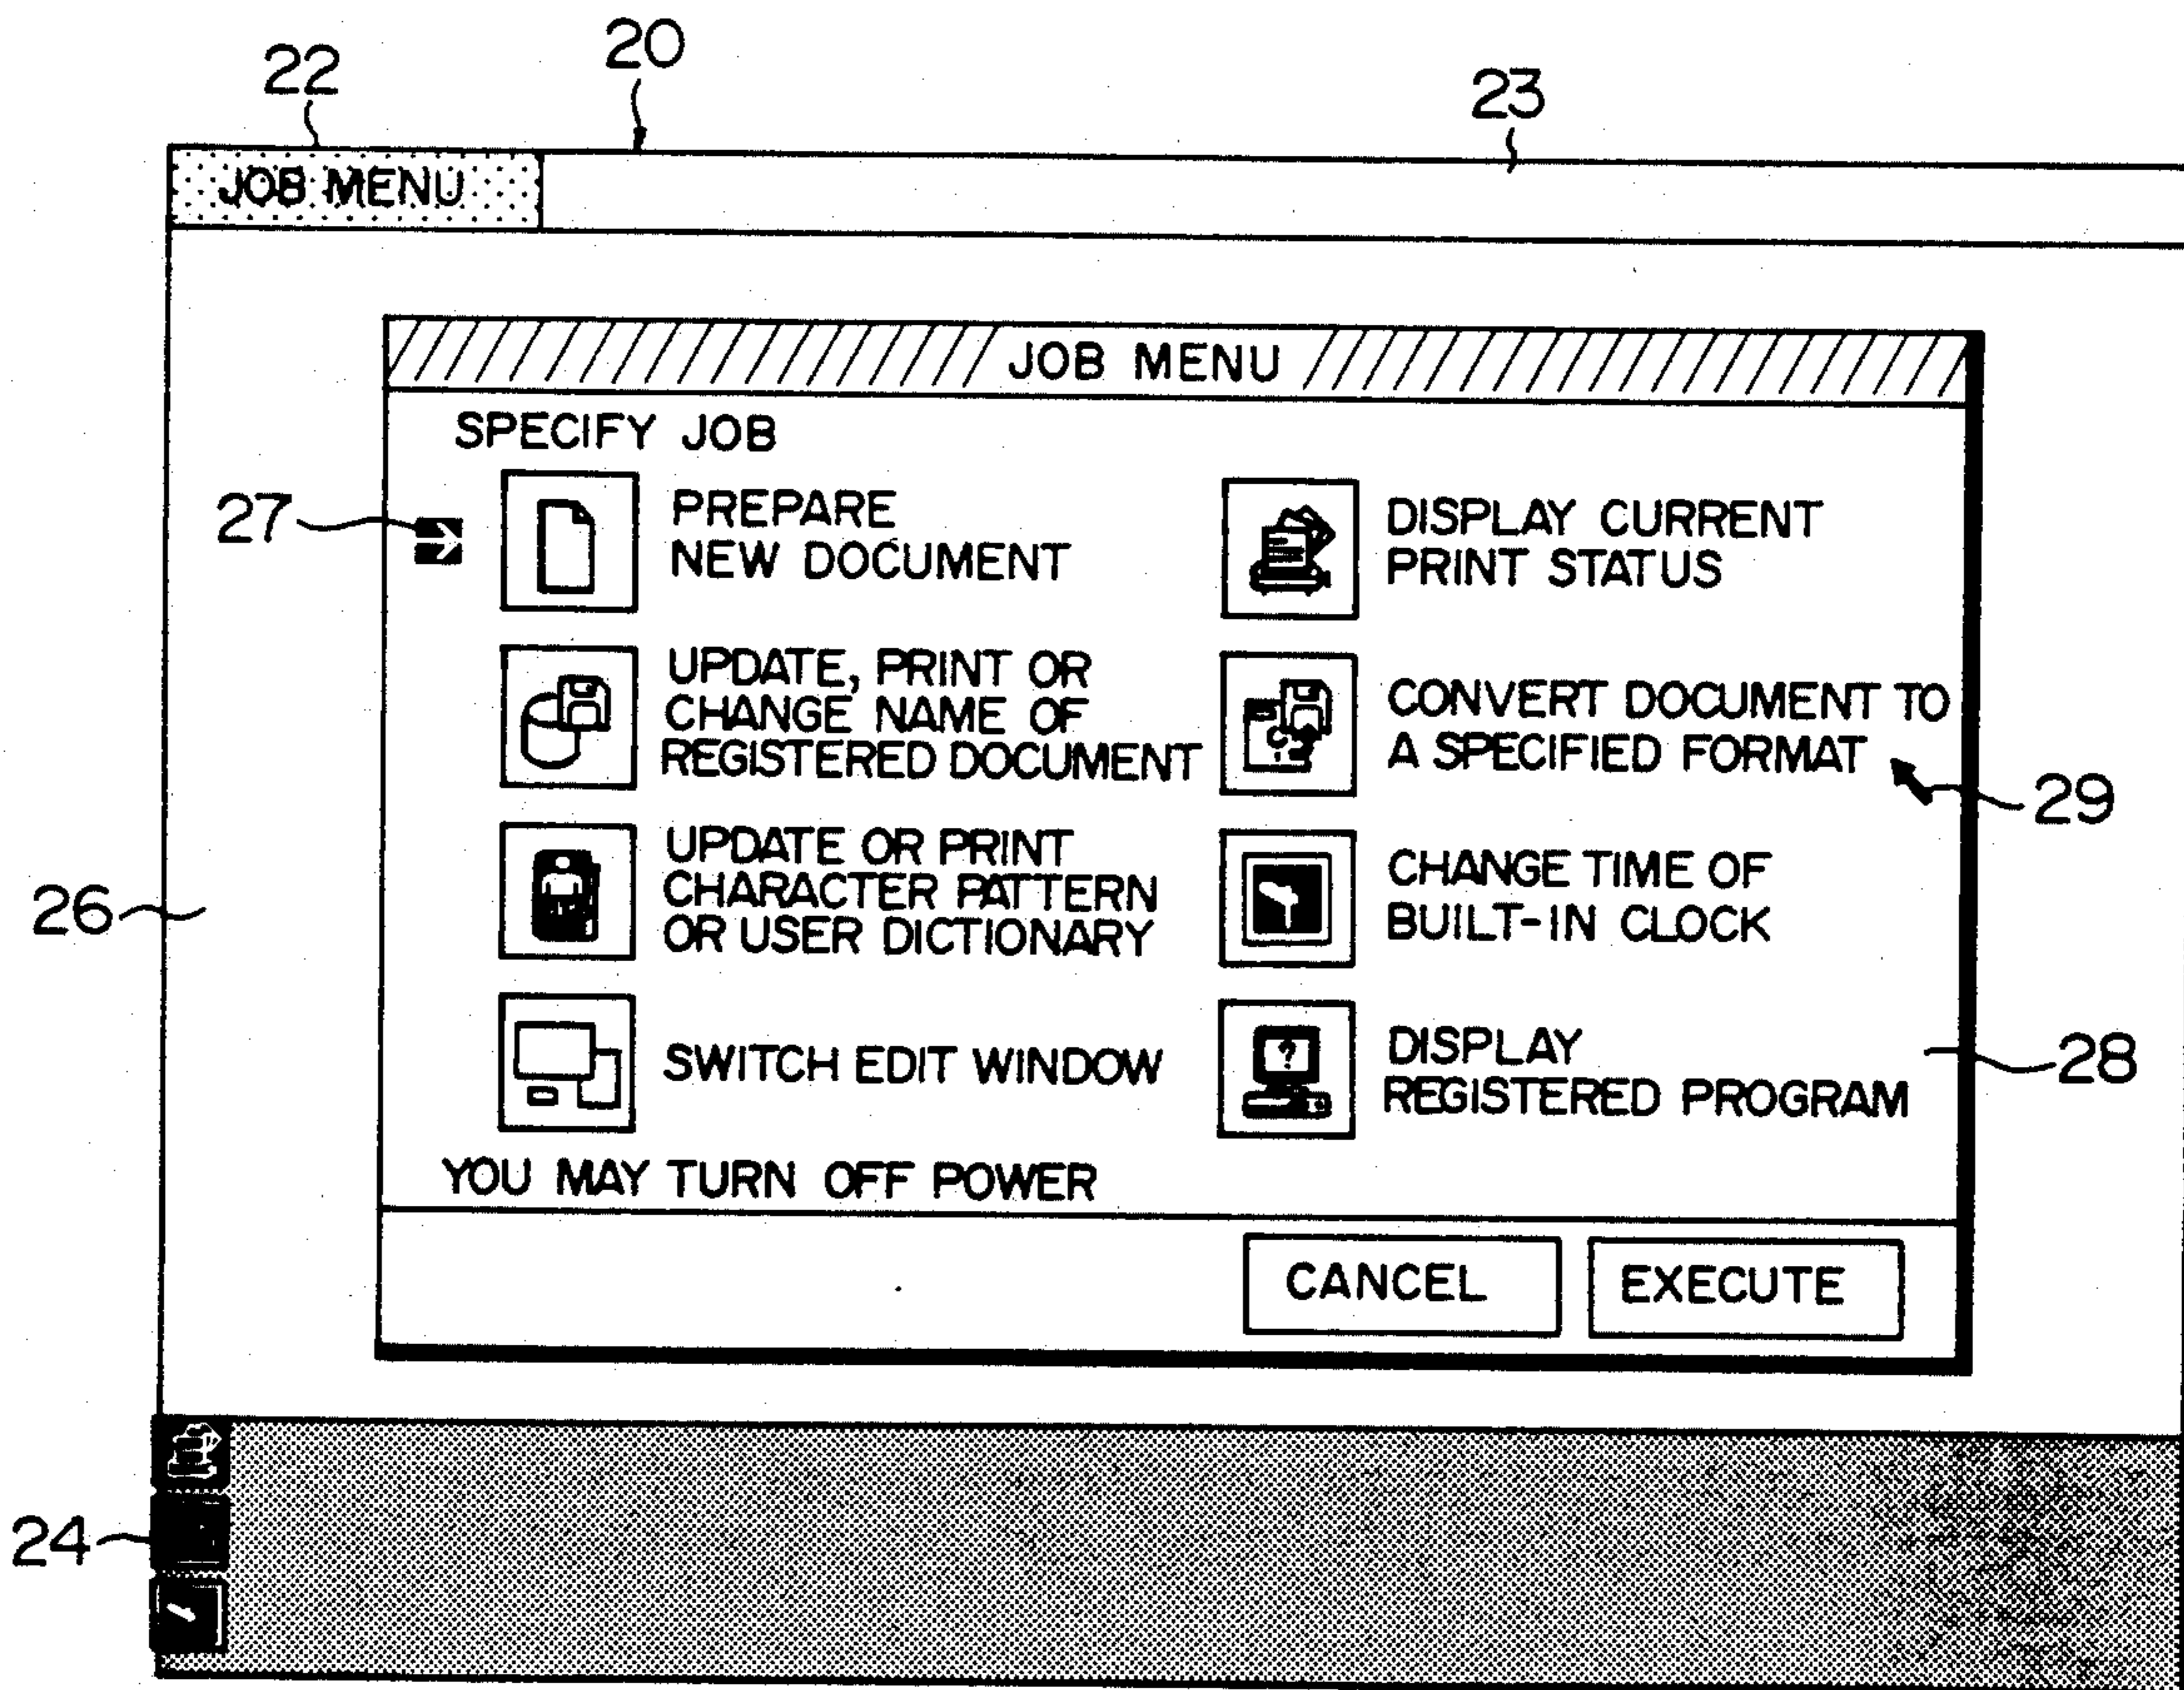 20
22
23
JOB MENU
JOB MENU
SPECIFY JOB
27
PREPARE
NEW DOCUMENT
DISPLAY CURRENT
PRINT STATUS
UPDATE, PRINT OR
CHANGE NAME OF
REGISTERED DOCUMENT
CONVERT DOCUMENT TO
A SPECIFIED FORMAT
29
UPDATE OR PRINT
CHARACTER PATTERN
OR USER DICTIONARY
CHANGE TIME OF
BUILT-IN CLOCK
26
SWITCH EDIT WINDOW
?
DISPLAY
REGISTERED PROGRAM
28
YOU MAY TURN OFF POWER
CANCEL
EXECUTE
24